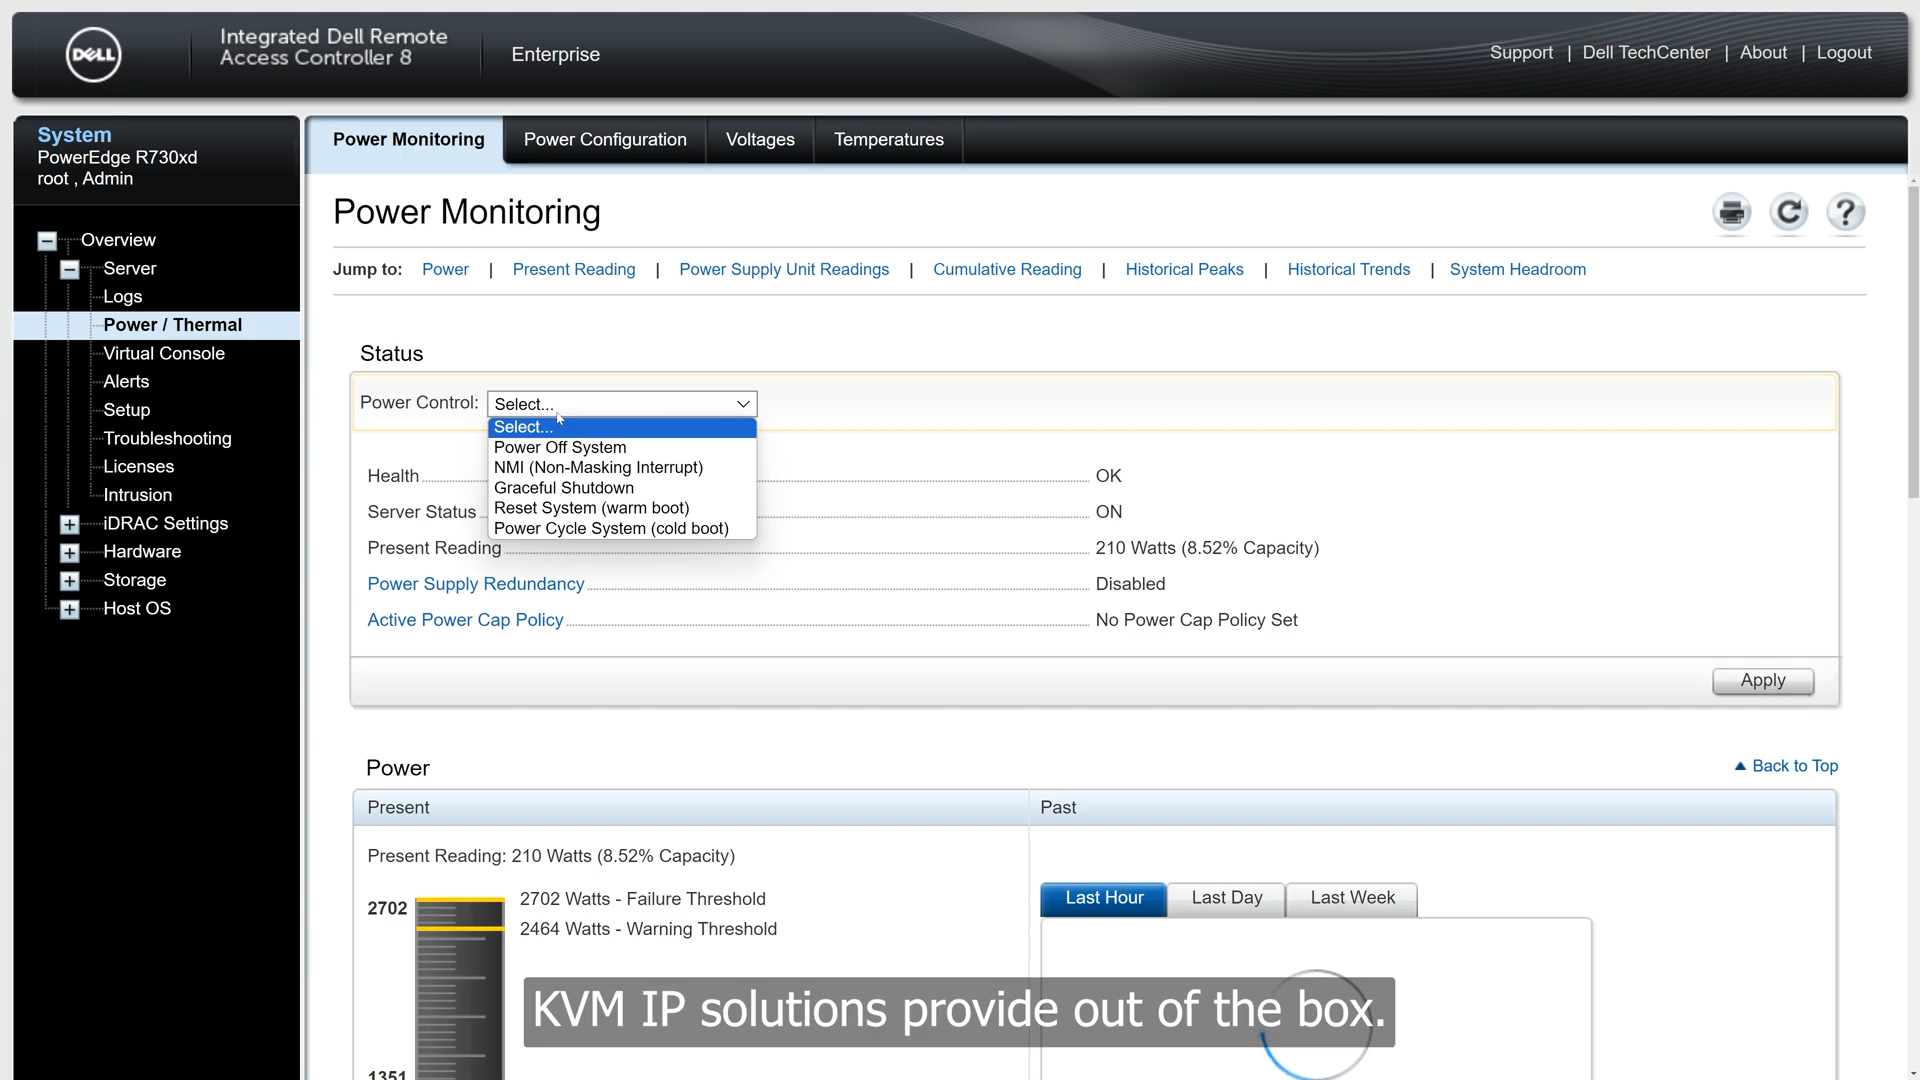 DELL
Integrated Dell Remote
Access Controller 8
Enterprise
Support | Dell TechCenter | About | Logout
System
PowerEdge R730xd
root , Admin
Overview
Server
Logs
Power / Thermal
Virtual Console
Alerts
Setup
Troubleshooting
Licenses
Intrusion
iDRAC Settings
Hardware
Storage
Host OS
Power Monitoring
Power Configuration
Voltages
Temperatures
Power Monitoring
Jump to: Power | Present Reading | Power Supply Unit Readings | Cumulative Reading | Historical Peaks | Historical Trends | System Headroom
Status
Power Control: Select...
Select...
Power Off System
NMI (Non-Masking Interrupt)
Graceful Shutdown
Reset System (warm boot)
Power Cycle System (cold boot)
Health OK
Server Status ON
Present Reading 210 Watts (8.52% Capacity)
Power Supply Redundancy Disabled
Active Power Cap Policy No Power Cap Policy Set
Apply
Power
Back to Top
Present
Past
Present Reading: 210 Watts (8.52% Capacity)
2702
2702 Watts - Failure Threshold
2464 Watts - Warning Threshold
1351
Last Hour
Last Day
Last Week
KVM IP solutions provide out of the box.